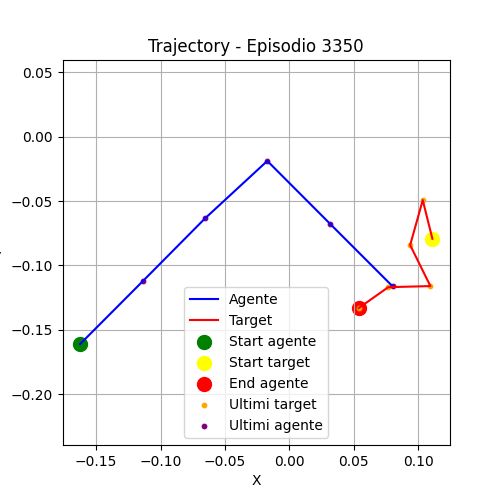 Trajectory - Episodio 3350
0.05
0.00
−0.05
−0.10
−0.15
−0.20
Agente
Target
Start agente
Start target
End agente
Ultimi target
Ultimi agente
−0.15
−0.10
−0.05
0.00
0.05
0.10
X